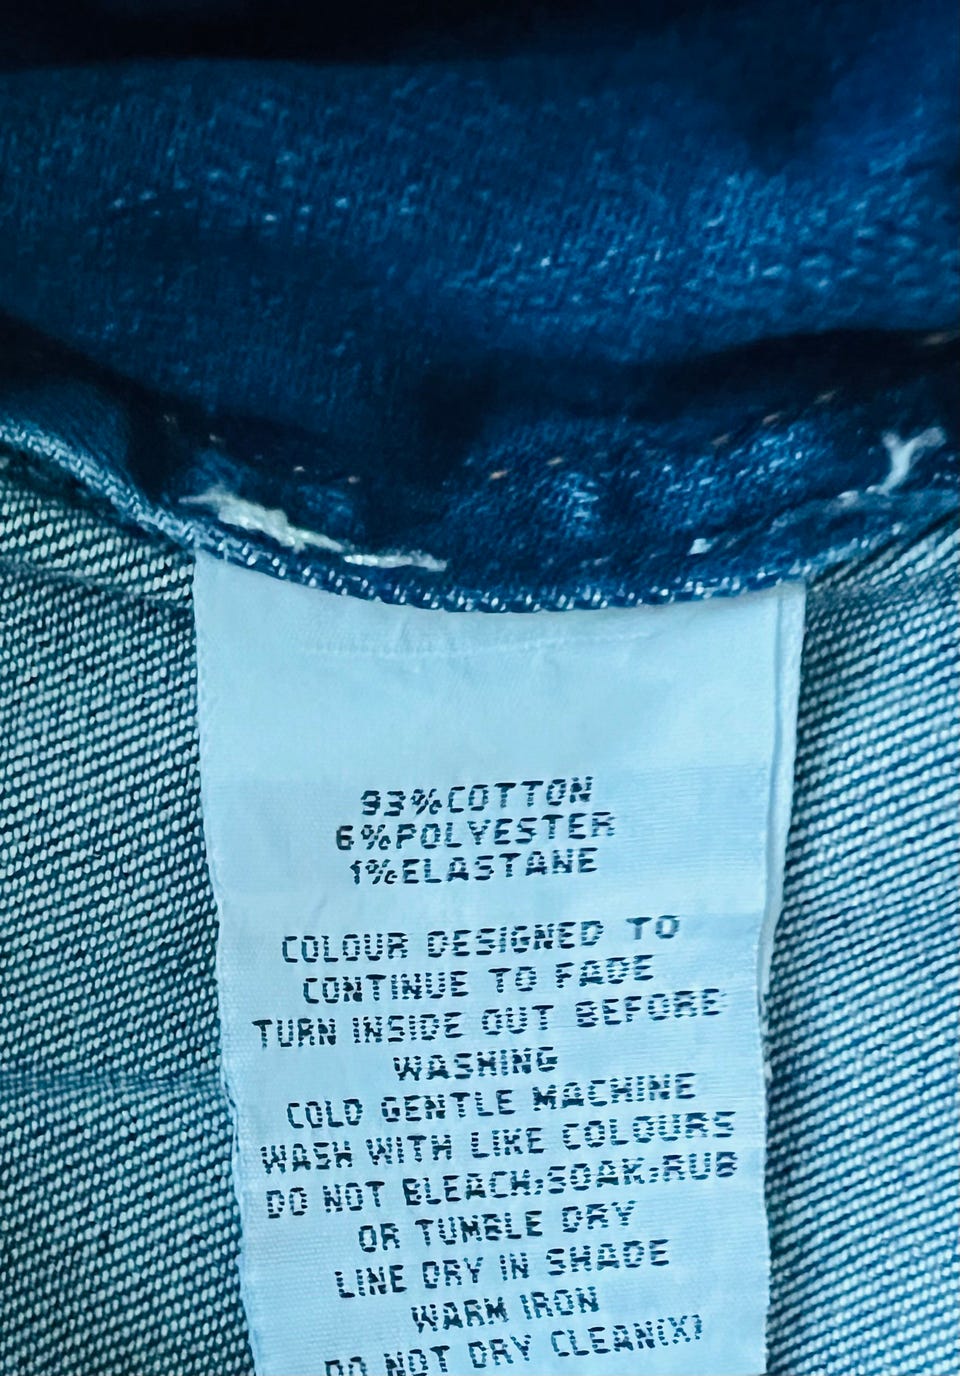 93%COTTON
6%POLYESTER
1%ELASTANE
COLOUR DESIGNED TO
CONTINUE TO FADE
TURN INSIDE OUT BEFORE
WASHING
COLD GENTLE MACHINE
WASH WITH LIKE COLOURS
DO NOT BLEACH;SOAK;RUB
OR TUMBLE DRY
LINE DRY IN SHADE
WARM IRON
DO NOT DRY CLEAN(X)